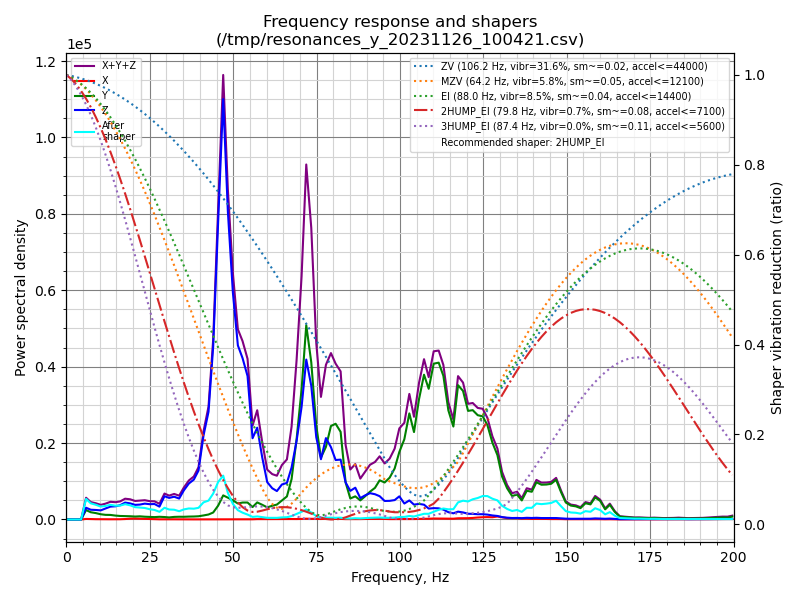 Frequency response and shapers
(/tmp/resonances_y_20231126_100421.csv)
1e5
X+Y+Z
X
Y
Z
After
shaper
ZV (106.2 Hz, vibr=31.6%, sm~=0.02, accel<=44000)
MZV (64.2 Hz, vibr=5.8%, sm~=0.05, accel<=12100)
EI (88.0 Hz, vibr=8.5%, sm~=0.04, accel<=14400)
2HUMP_EI (79.8 Hz, vibr=0.7%, sm~=0.08, accel<=7100)
3HUMP_EI (87.4 Hz, vibr=0.0%, sm~=0.11, accel<=5600)
Recommended shaper: 2HUMP_EI
1.2
1.0
0.8
0.6
0.4
0.2
0.0
Power spectral density
1.0
0.8
0.6
0.4
0.2
0.0
Shaper vibration reduction (ratio)
0 25 50 75 100 125 150 175 200
Frequency, Hz